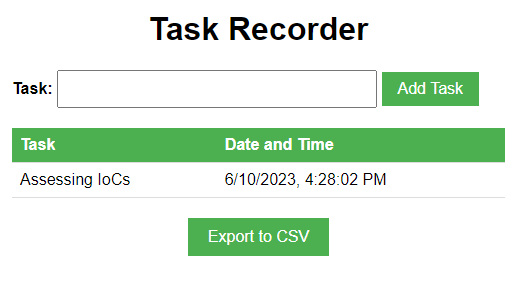 Task Recorder
Task: Add Task
Task Date and Time
Assessing IoCs 6/10/2023, 4:28:02 PM
Export to CSV